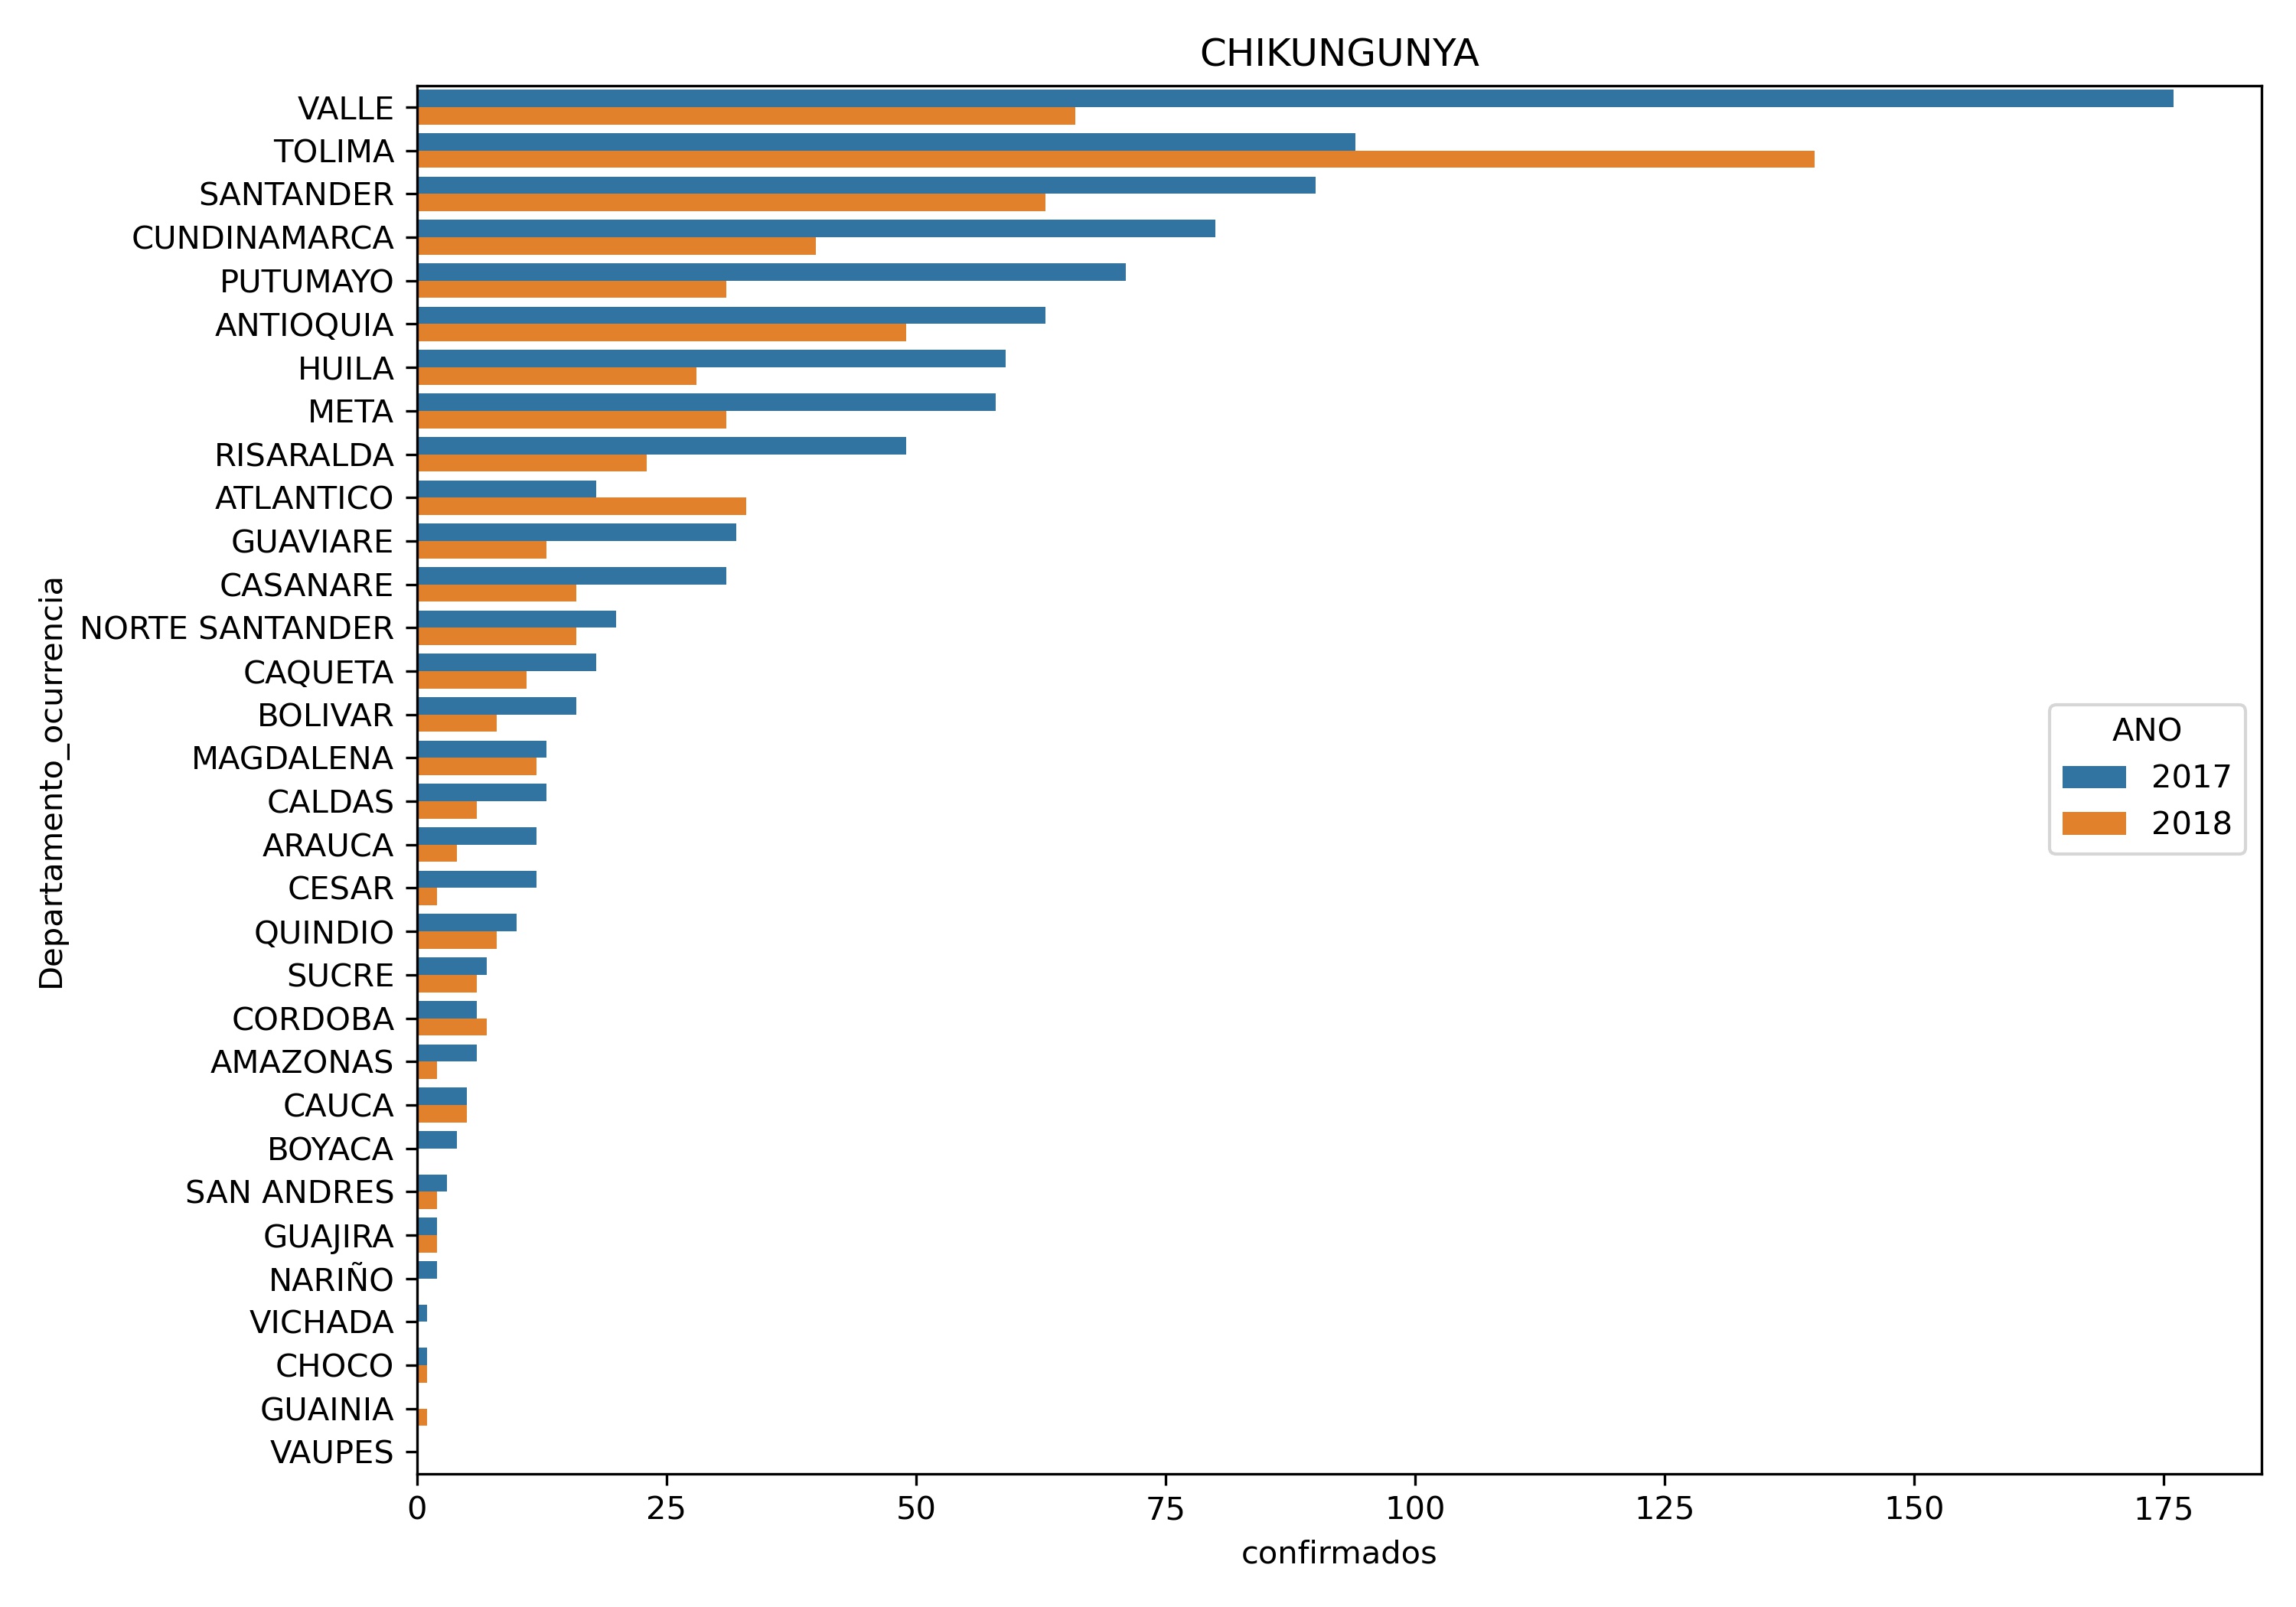 CHIKUNGUNYA
Departamento_ocurrencia
VALLE
TOLIMA
SANTANDER
CUNDINAMARCA
PUTUMAYO
ANTIOQUIA
HUILA
META
RISARALDA
ATLANTICO
GUAVIARE
CASANARE
NORTE SANTANDER
CAQUETA
BOLIVAR
MAGDALENA
CALDAS
ARAUCA
CESAR
QUINDIO
SUCRE
CORDOBA
AMAZONAS
CAUCA
BOYACA
SAN ANDRES
GUAJIRA
NARIÑO
VICHADA
CHOCO
GUAINIA
VAUPES
ANO
2017
2018
0 25 50 75 100 125 150 175
confirmados